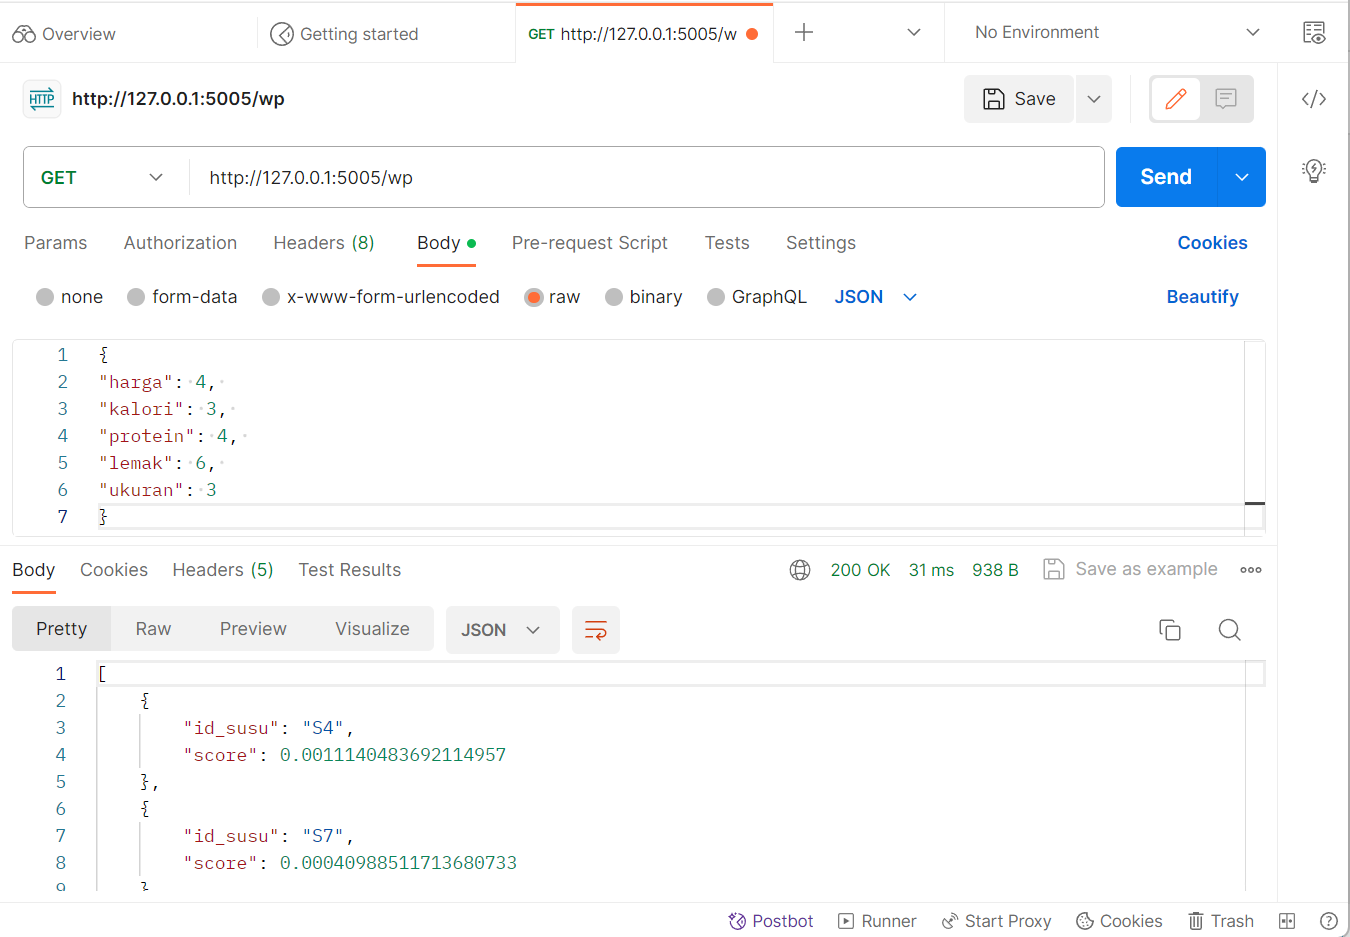 Overview Getting started GET http://127.0.0.1:5005/w No Environment
HTTP http://127.0.0.1:5005/wp Save
GET http://127.0.0.1:5005/wp Send
Params Authorization Headers (8) Body Pre-request Script Tests Settings Cookies
none form-data x-www-form-urlencoded raw binary GraphQL JSON Beautify
1 {
2 "harga": 4,
3 "kalori": 3,
4 "protein": 4,
5 "lemak": 6,
6 "ukuran": 3
7 }
Body Cookies Headers (5) Test Results 200 OK 31 ms 938 B Save as example
Pretty Raw Preview Visualize JSON
1 [
2 {
3 "id_susu": "S4",
4 "score": 0.0011140483692114957
5 },
6 {
7 "id_susu": "S7",
8 "score": 0.00040988511713680733
9 }
Postbot Runner Start Proxy Cookies Trash